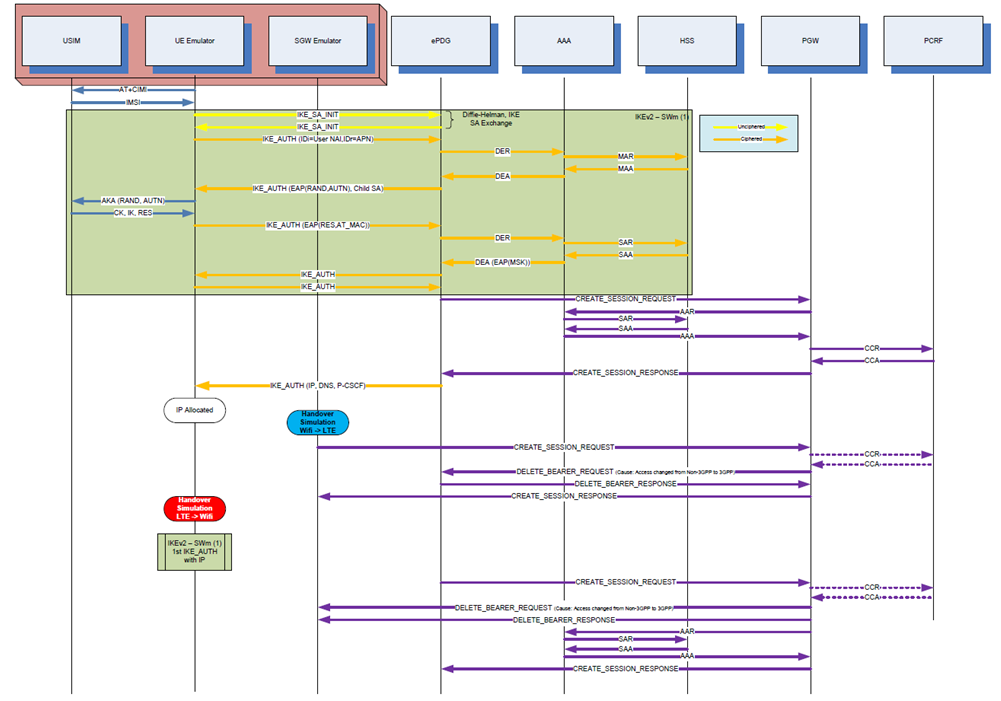 USIM
UE Emulator
SGW Emulator
ePDG
AAA
HSS
PGW
PCRF
AT+CIMI
IMSI
IKE_SA_INIT
Diffie-Helman, IKE
SA Exchange
IKEv2 – SWm (1)
IKE_SA_INIT
Unciphered
Ciphered
IKE_AUTH (IDi=User NAI,IDr=APN)
DER
MAR
MAA
DEA
IKE_AUTH (EAP(RAND,AUTN), Child SA)
AKA (RAND, AUTN)
CK, IK, RES
IKE_AUTH (EAP(RES,AT_MAC))
DER
SAR
SAA
DEA (EAP(MSK))
IKE_AUTH
IKE_AUTH
CREATE_SESSION_REQUEST
AAR
SAR
SAA
AAA
CCR
CCA
CREATE_SESSION_RESPONSE
IKE_AUTH (IP, DNS, P-CSCF)
IP Allocated
Handover
Simulation
Wifi -> LTE
CREATE_SESSION_REQUEST
CCR
CCA
DELETE_BEARER_REQUEST (Cause: Access changed from Non-3GPP to 3GPP)
DELETE_BEARER_RESPONSE
CREATE_SESSION_RESPONSE
Handover
Simulation
LTE -> Wifi
IKEv2 – SWm (1)
1st IKE_AUTH
with IP
CREATE_SESSION_REQUEST
CCR
CCA
DELETE_BEARER_REQUEST (Cause: Access changed from Non-3GPP to 3GPP)
DELETE_BEARER_RESPONSE
AAR
SAR
SAA
AAA
CREATE_SESSION_RESPONSE